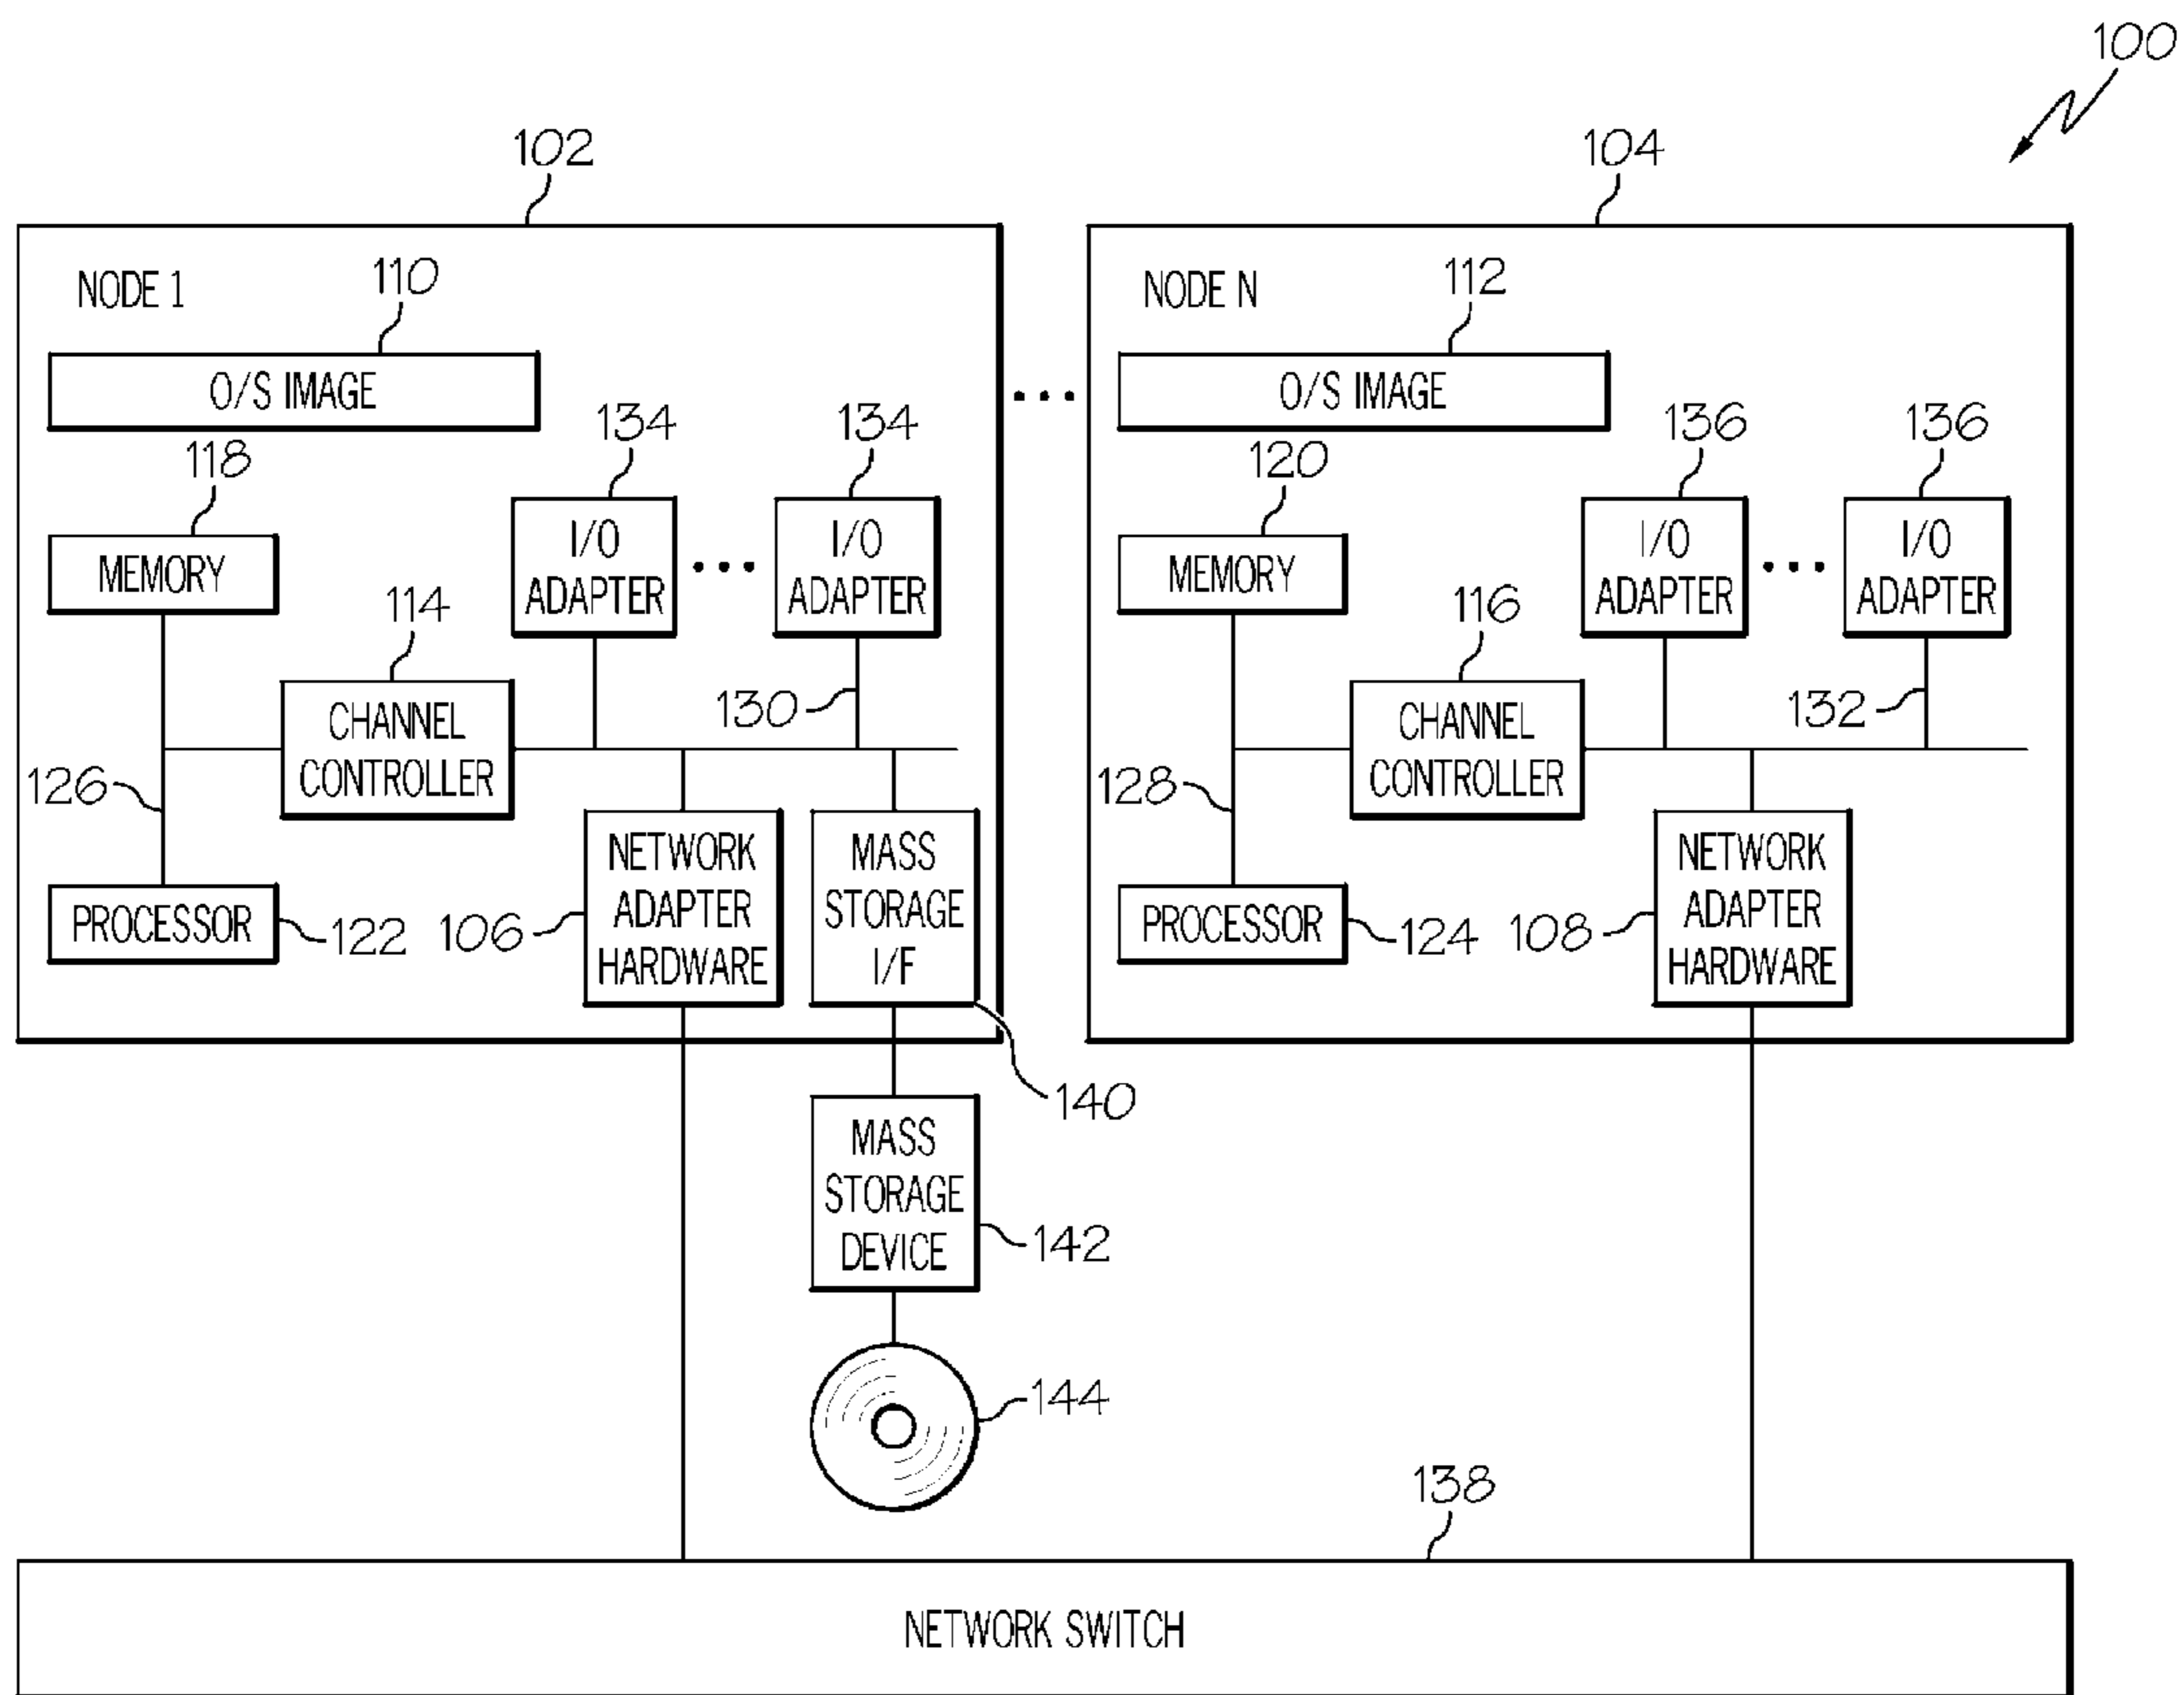 100
102
104
NODE 1
110
O/S IMAGE
NODE N
112
O/S IMAGE
118
MEMORY
134
I/O
ADAPTER
134
I/O
ADAPTER
114
CHANNEL
CONTROLLER
130
126
PROCESSOR
122
106
NETWORK
ADAPTER
HARDWARE
MASS
STORAGE
I/F
140
120
MEMORY
136
I/O
ADAPTER
136
I/O
ADAPTER
116
CHANNEL
CONTROLLER
132
128
PROCESSOR
124
108
NETWORK
ADAPTER
HARDWARE
MASS
STORAGE
DEVICE
142
144
138
NETWORK SWITCH